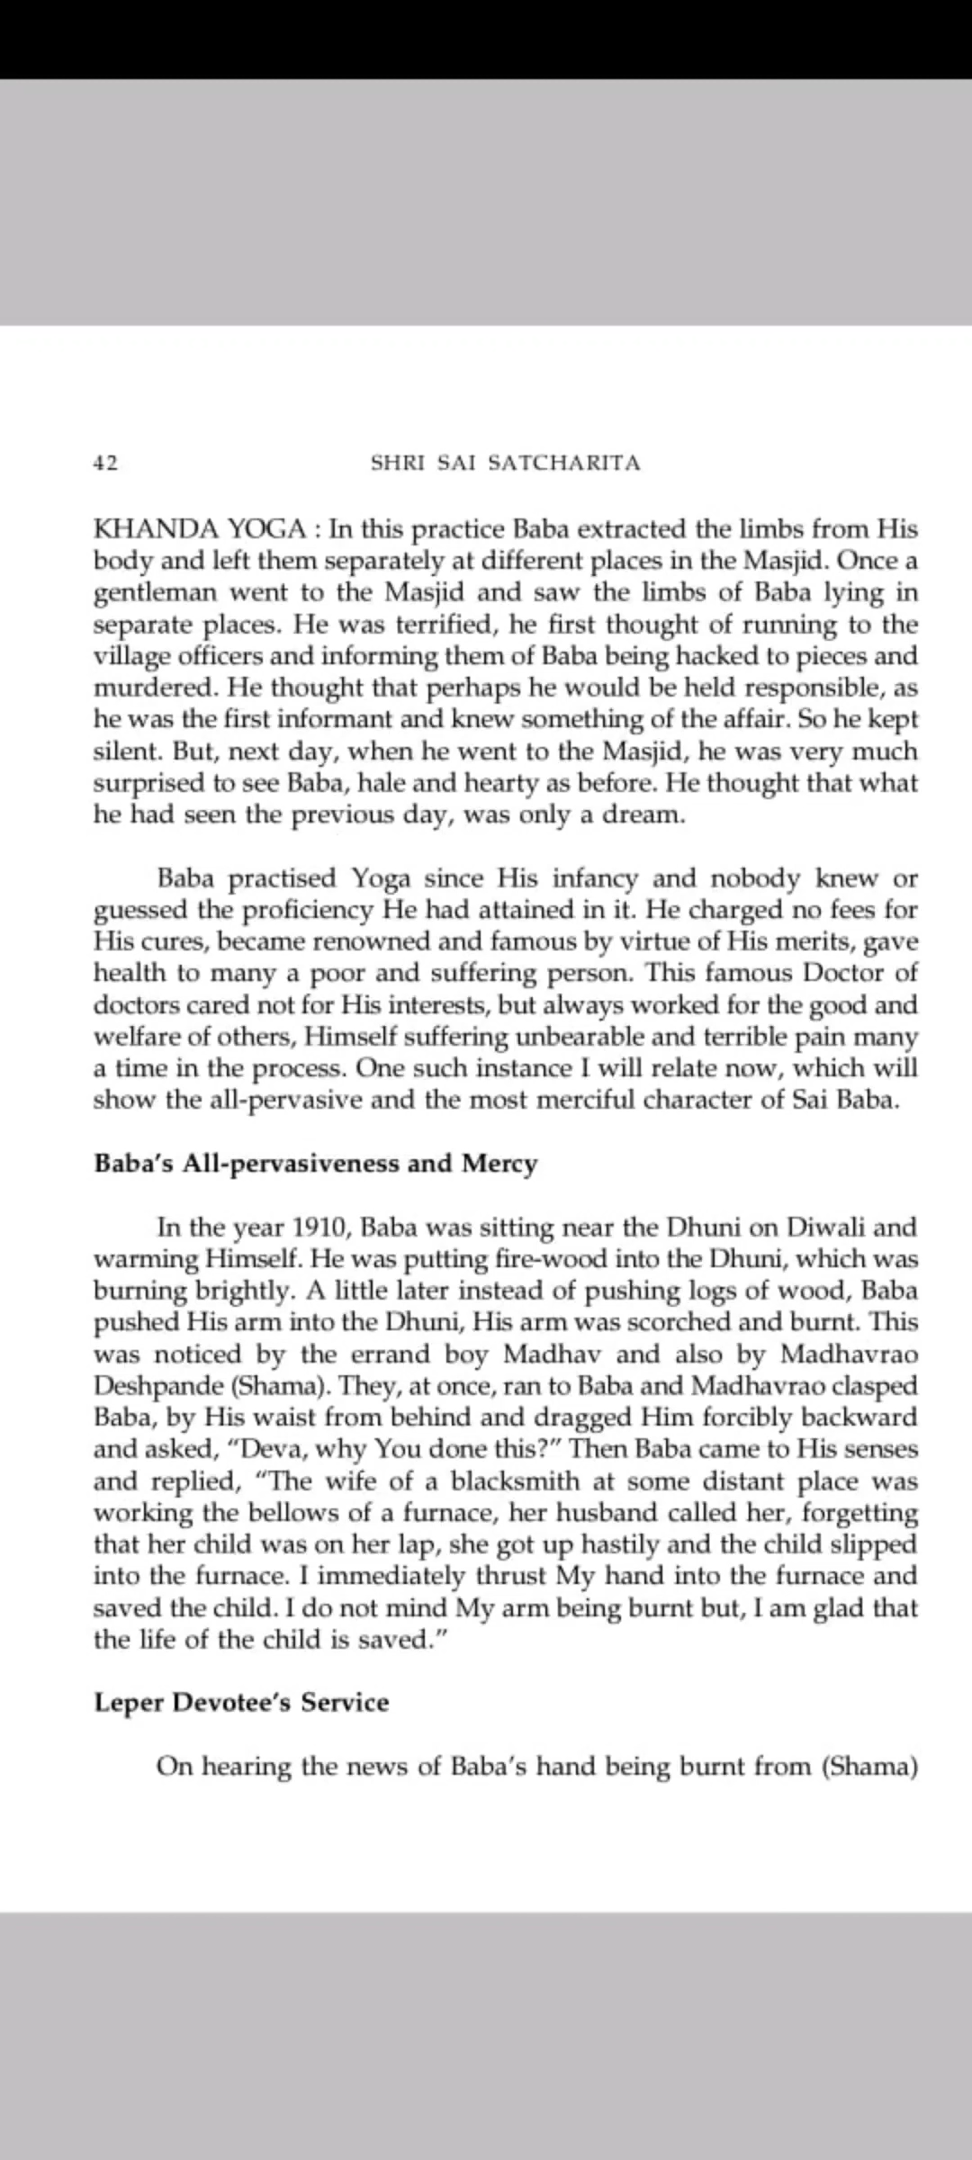 42 SHRI SAI SATCHARITA
KHANDA YOGA : In this practice Baba extracted the limbs from His
body and left them separately at different places in the Masjid. Once a
gentleman went to the Masjid and saw the limbs of Baba lying in
separate places. He was terrified, he first thought of running to the
village officers and informing them of Baba being hacked to pieces and
murdered. He thought that perhaps he would be held responsible, as
he was the first informant and knew something of the affair. So he kept
silent. But, next day, when he went to the Masjid, he was very much
surprised to see Baba, hale and hearty as before. He thought that what
he had seen the previous day, was only a dream.
Baba practised Yoga since His infancy and nobody knew or
guessed the proficiency He had attained in it. He charged no fees for
His cures, became renowned and famous by virtue of His merits, gave
health to many a poor and suffering person. This famous Doctor of
doctors cared not for His interests, but always worked for the good and
welfare of others, Himself suffering unbearable and terrible pain many
a time in the process. One such instance I will relate now, which will
show the all-pervasive and the most merciful character of Sai Baba.
Baba's All-pervasiveness and Mercy
In the year 1910, Baba was sitting near the Dhuni on Diwali and
warming Himself. He was putting fire-wood into the Dhuni, which was
burning brightly. A little later instead of pushing logs of wood, Baba
pushed His arm into the Dhuni, His arm was scorched and burnt. This
was noticed by the errand boy Madhav and also by Madhavrao
Deshpande (Shama). They, at once, ran to Baba and Madhavrao clasped
Baba, by His waist from behind and dragged Him forcibly backward
and asked, “Deva, why You done this?” Then Baba came to His senses
and replied, “The wife of a blacksmith at some distant place was
working the bellows of a furnace, her husband called her, forgetting
that her child was on her lap, she got up hastily and the child slipped
into the furnace. I immediately thrust My hand into the furnace and
saved the child. I do not mind My arm being burnt but, I am glad that
the life of the child is saved.”
Leper Devotee's Service
On hearing the news of Baba's hand being burnt from (Shama)